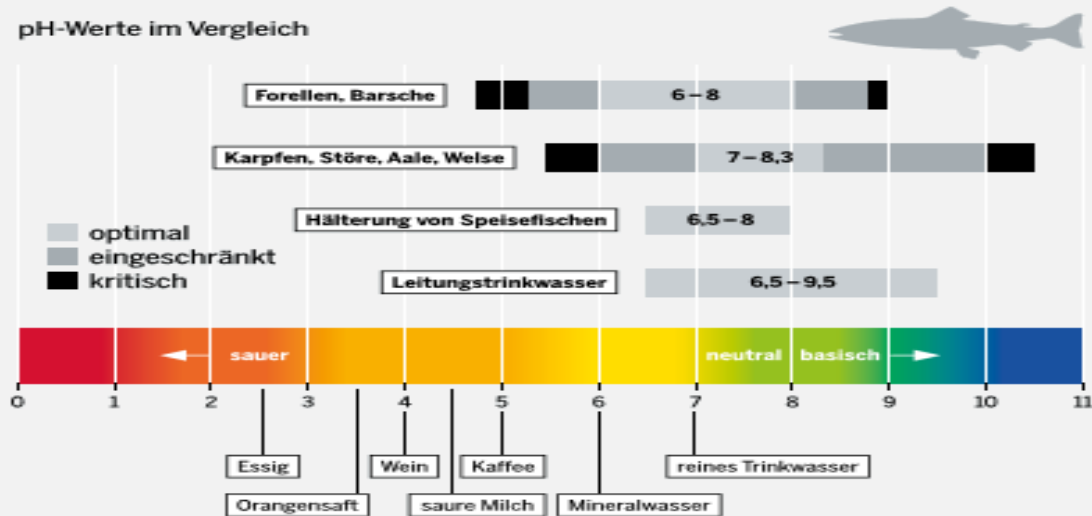 pH-Werte im Vergleich
Forellen, Barsche
6 – 8
Karpfen, Störe, Aale, Welse
7 – 8,3
Hälterung von Speisefischen
6,5 – 8
optimal
eingeschränkt
kritisch
Leitungstrinkwasser
6,5 – 9,5
sauer
neutral
basisch
0 1 2 3 4 5 6 7 8 9 10 11
Essig
Wein
Kaffee
reines Trinkwasser
Orangensaft
saure Milch
Mineralwasser